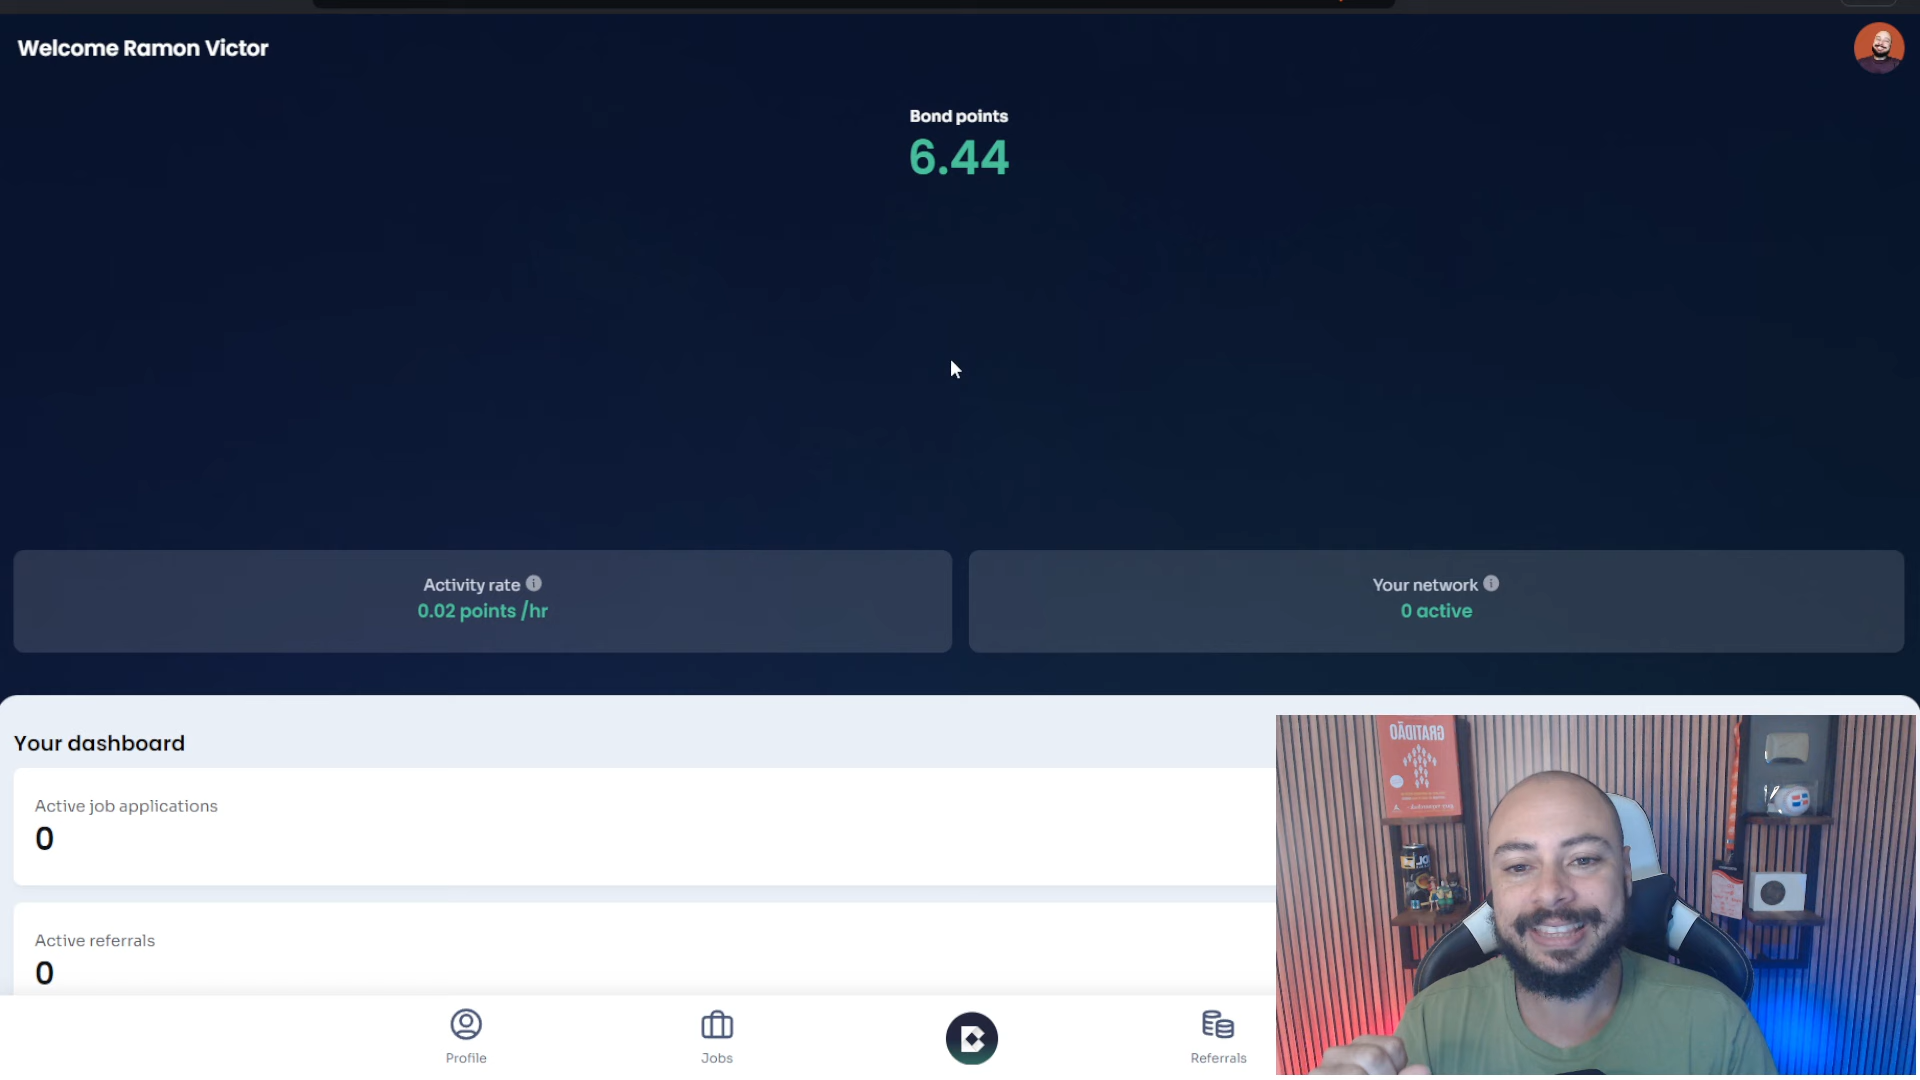 Welcome Ramon Victor
Bond points
6.44
Activity rate
0.02 points /hr
Your network
0 active
Your dashboard
Active job applications
0
Active referrals
0
Profile
Jobs
Referrals
GRATIDÃO